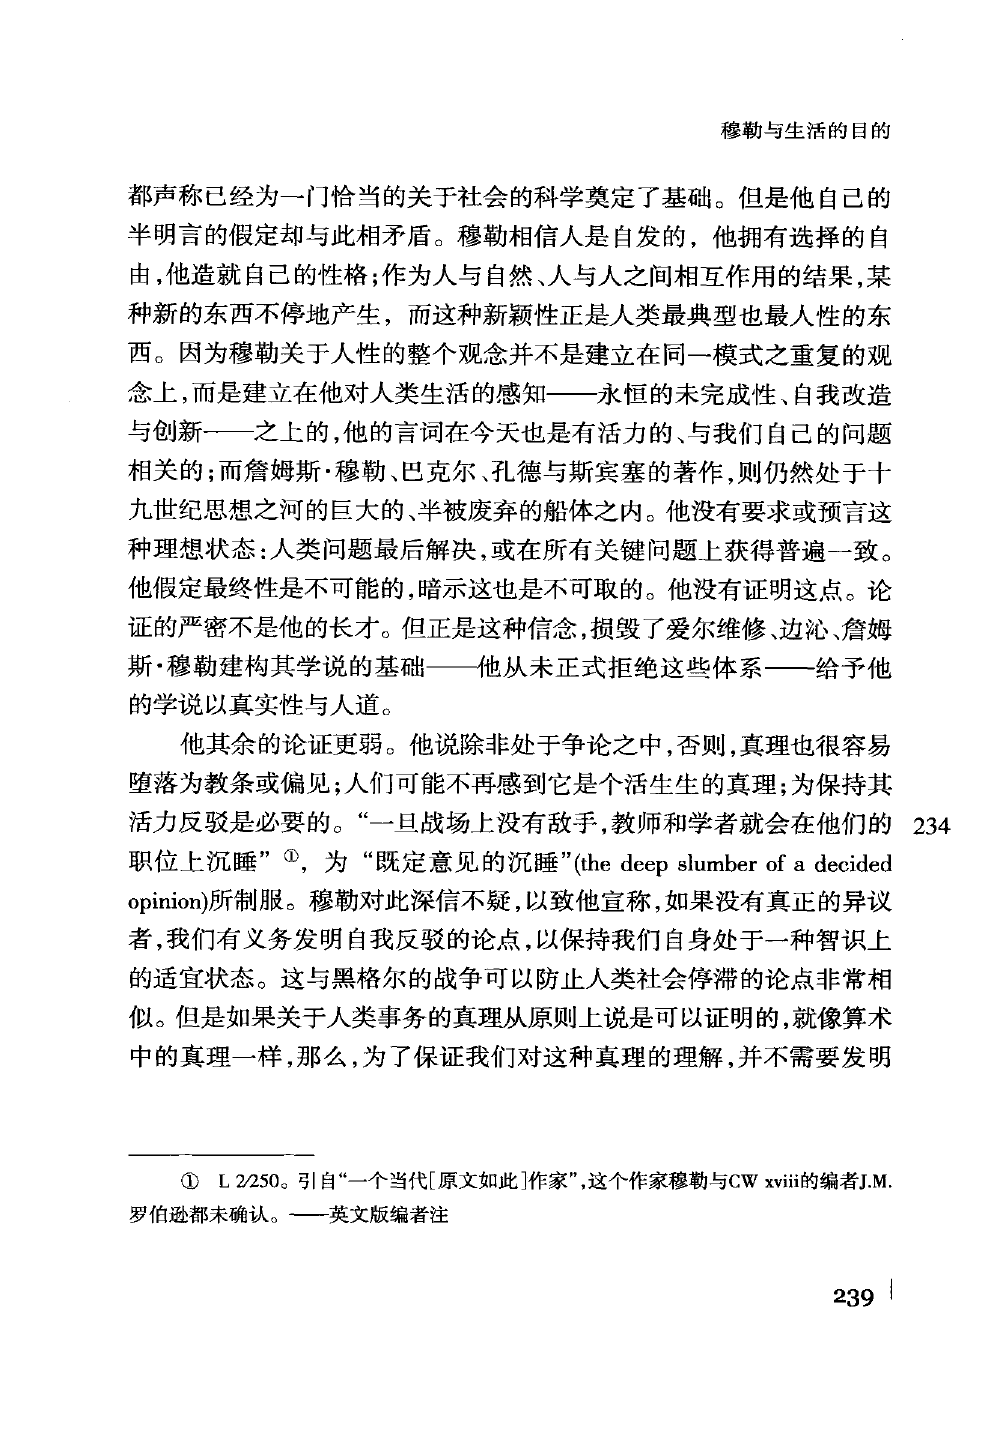 穆勒与生活的目的
都声称已经为一门恰当的关于社会的科学奠定了基础。但是他自己的
半明言的假定却与此相矛盾。穆勒相信人是自发的，他拥有选择的自
由，他造就自己的性格；作为人与自然、人与人之间相互作用的结果，某
种新的东西不停地产生，而这种新颖性正是人类最典型也最人性的东
西。因为穆勒关于人性的整个观念并不是建立在同一模式之重复的观
念上，而是建立在他对人类生活的感知——永恒的未完成性、自我改造
与创新——之上的，他的言词在今天也是有活力的、与我们自己的问题
相关的；而詹姆斯·穆勒、巴克尔、孔德与斯宾塞的著作，则仍然处于十
九世纪思想之河的巨大的、半被废弃的船体之内。他没有要求或预言这
种理想状态：人类问题最后解决，或在所有关键问题上获得普遍一致。
他假定最终性是不可能的，暗示这也是不可取的。他没有证明这点。论
证的严密不是他的长才。但正是这种信念，损毁了爱尔维修、边沁、詹姆
斯·穆勒建构其学说的基础——他从未正式拒绝这些体系——给予他
的学说以真实性与人道。
他其余的论证更弱。他说除非处于争论之中，否则，真理也很容易
堕落为教条或偏见；人们可能不再感到它是个活生生的真理；为保持其
活力反驳是必要的。“一旦战场上没有敌手，教师和学者就会在他们的 234
职位上沉睡”①，为“既定意见的沉睡”(the deep slumber of a decided
opinion)所制服。穆勒对此深信不疑，以致他宣称，如果没有真正的异议
者，我们有义务发明自我反驳的论点，以保持我们自身处于一种智识上
的适宜状态。这与黑格尔的战争可以防止人类社会停滞的论点非常相
似。但是如果关于人类事务的真理从原则上说是可以证明的，就像算术
中的真理一样，那么，为了保证我们对这种真理的理解，并不需要发明
① L 2/250。引自“一个当代[原文如此]作家”，这个作家穆勒与CW xviii的编者J.M.
罗伯逊都未确认。——英文版编者注
239